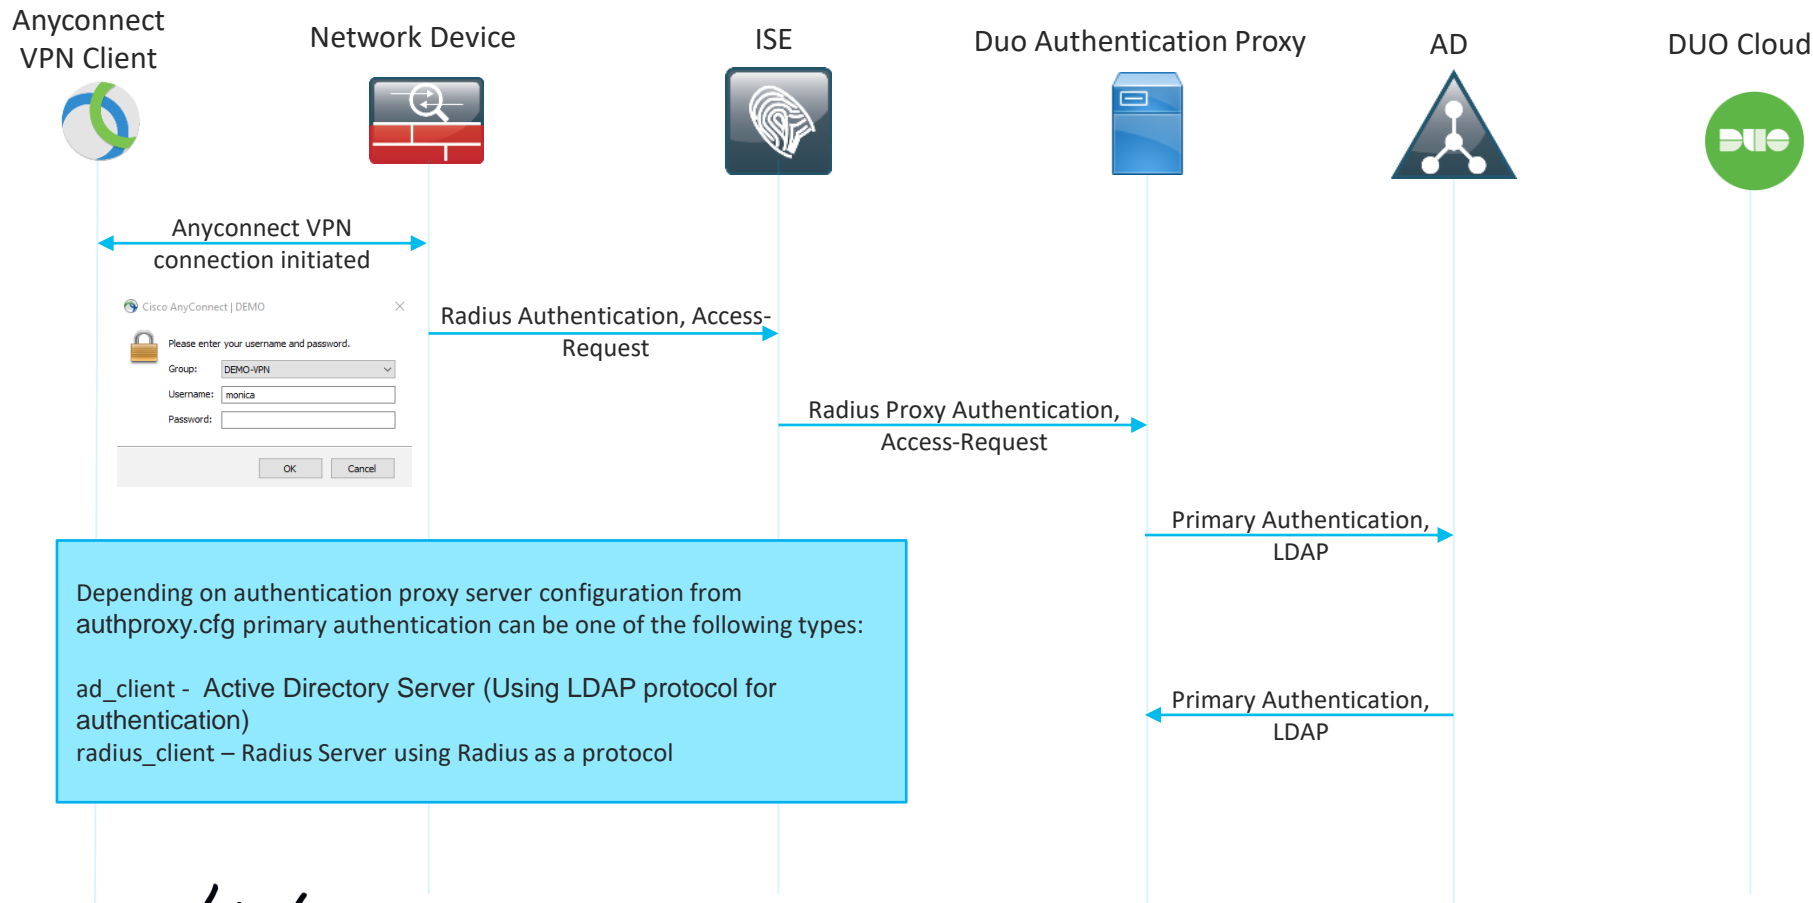 Anyconnect
VPN Client
Network Device
ISE
Duo Authentication Proxy
AD
DUO Cloud
DUO
Anyconnect VPN
connection initiated
Cisco AnyConnect | DEMO
Please enter your username and password.
Group: DEMO-VPN
Username: monica
Password:
OK Cancel
Radius Authentication, Access-
Request
Radius Proxy Authentication,
Access-Request
Primary Authentication,
LDAP
Depending on authentication proxy server configuration from
authproxy.cfg primary authentication can be one of the following types:
ad_client - Active Directory Server (Using LDAP protocol for
authentication)
radius_client – Radius Server using Radius as a protocol
Primary Authentication,
LDAP